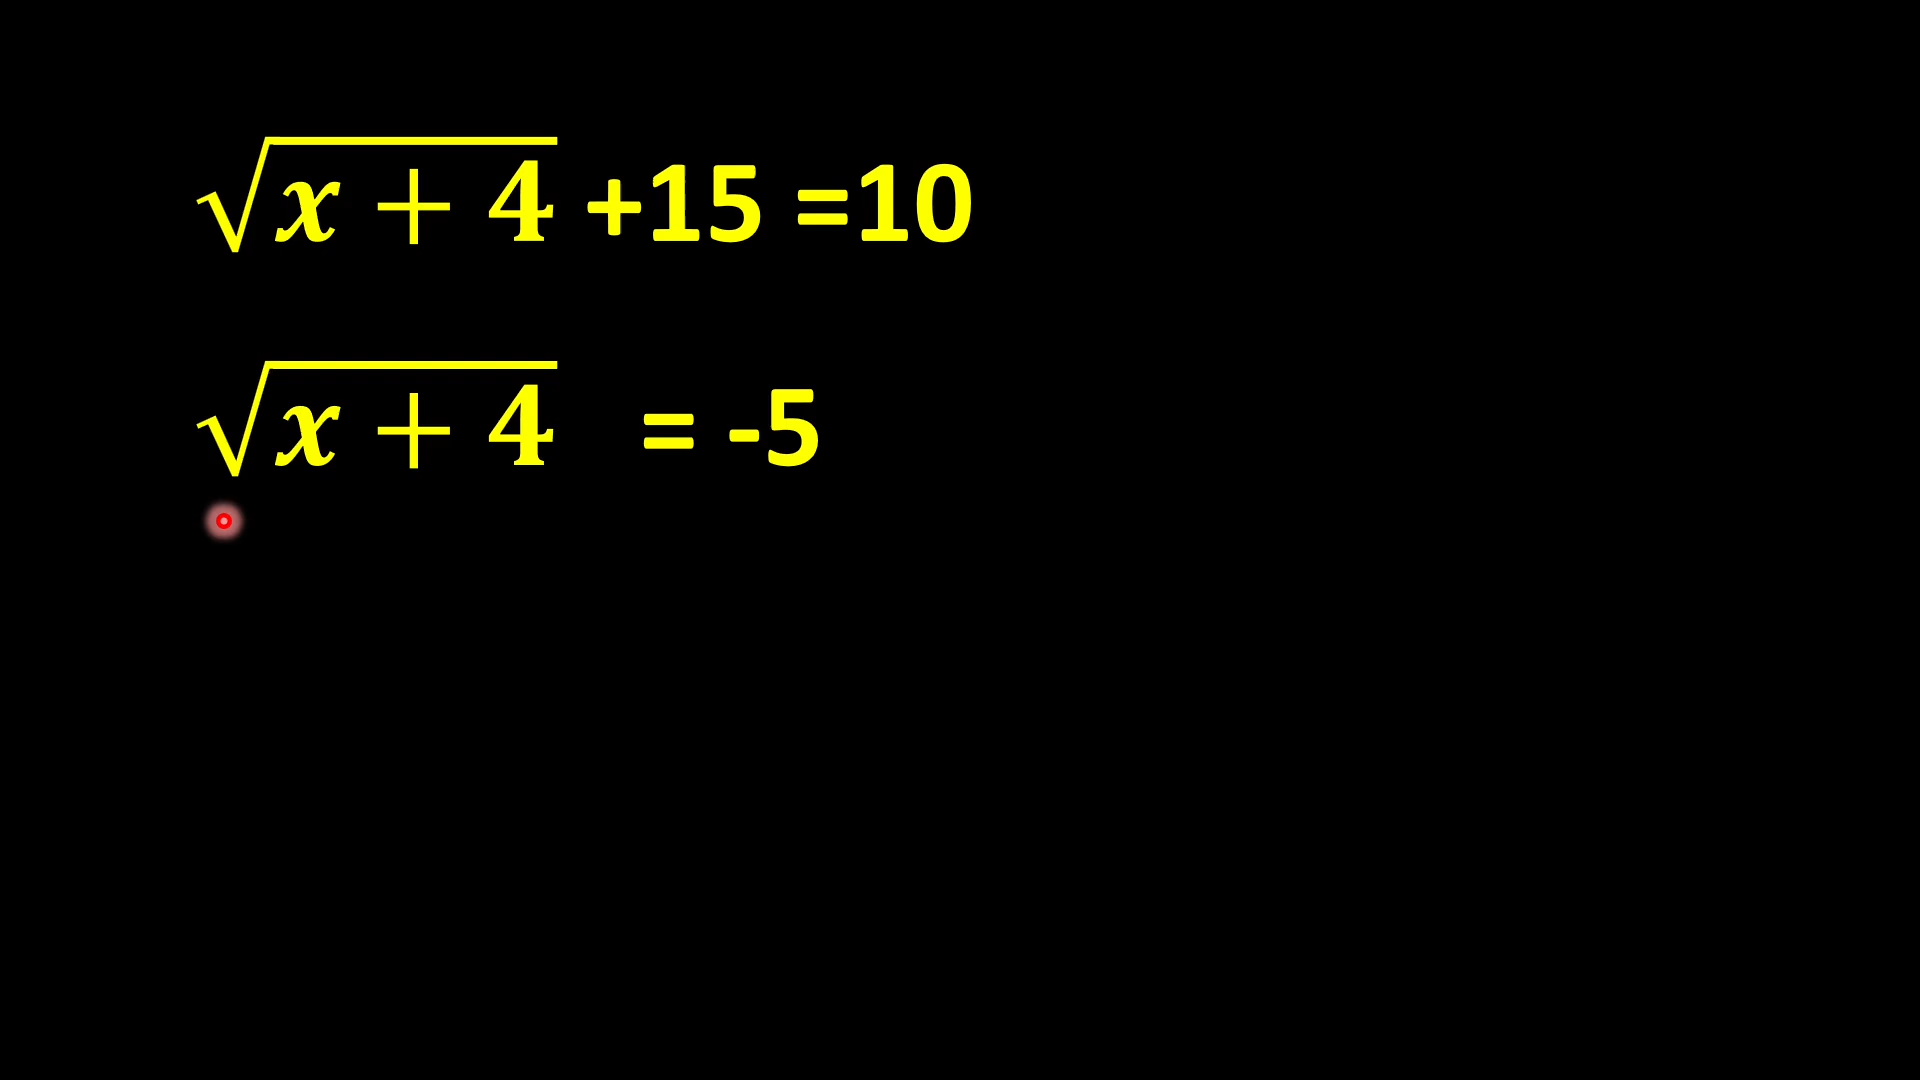 √x + 4 +15 =10
√x + 4 = -5